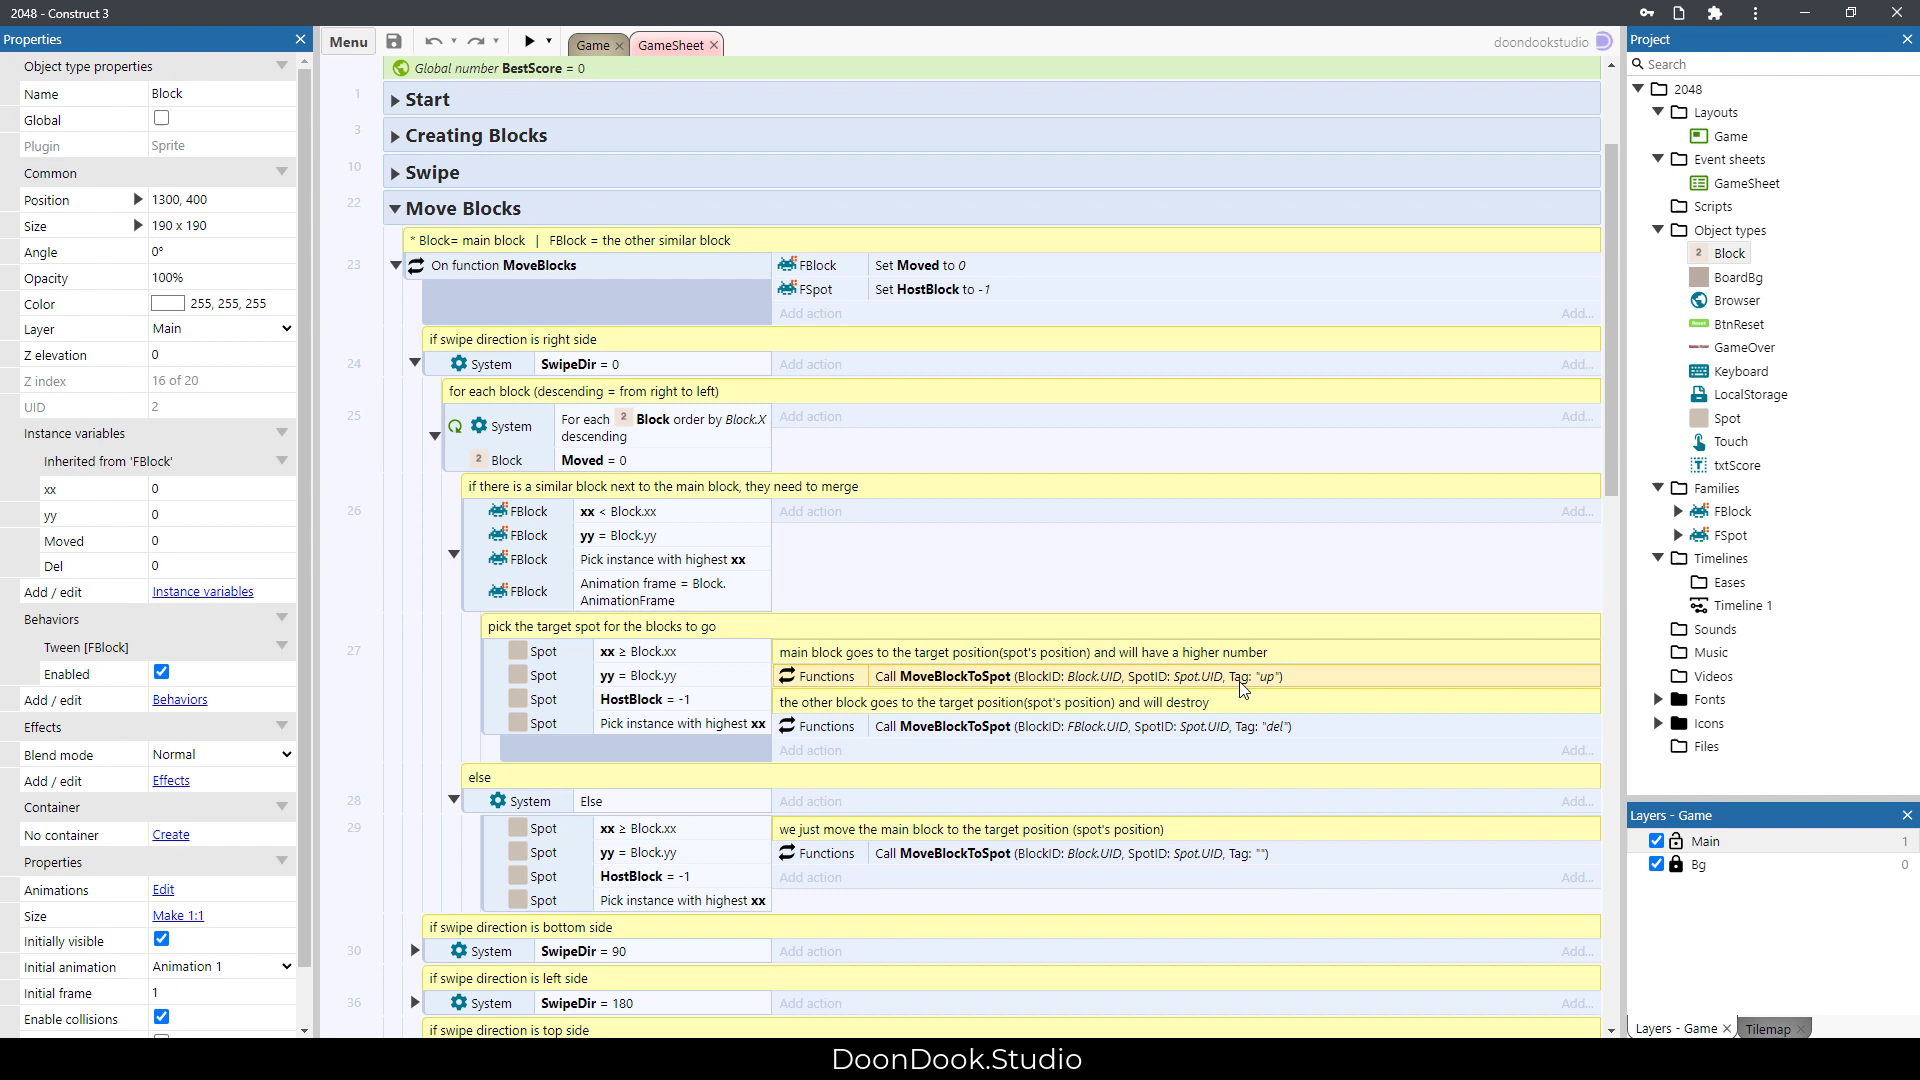 2048 - Construct 3
Properties
Object type properties
Name Block
Global
Plugin Sprite
Common
Position 1300, 400
Size 190 x 190
Angle 0°
Opacity 100%
Color 255, 255, 255
Layer Main
Z elevation 0
Z index 16 of 20
UID 2
Instance variables
Inherited from 'FBlock'
xx 0
yy 0
Moved 0
Del 0
Add / edit Instance variables
Behaviors
Tween [FBlock]
Enabled
Add / edit Behaviors
Effects
Blend mode Normal
Add / edit Effects
Container
No container Create
Properties
Animations Edit
Size Make 1:1
Initially visible
Initial animation Animation 1
Initial frame 1
Enable collisions
Menu
Game
GameSheet
doondookstudio
Global number BestScore = 0
1 Start
3 Creating Blocks
10 Swipe
22 Move Blocks
* Block= main block | FBlock = the other similar block
23 On function MoveBlocks FBlock Set Moved to 0
FSpot Set HostBlock to -1
Add action Add...
if swipe direction is right side
24 System SwipeDir = 0 Add action Add...
for each block (descending = from right to left)
25 System For each 2 Block order by Block.X descending Add action Add...
2 Block Moved = 0
if there is a similar block next to the main block, they need to merge
26 FBlock xx < Block.xx Add action Add...
FBlock yy = Block.yy
FBlock Pick instance with highest xx
FBlock Animation frame = Block.
AnimationFrame
pick the target spot for the blocks to go
27 Spot xx ≥ Block.xx main block goes to the target position(spot's position) and will have a higher number
Spot yy = Block.yy Functions Call MoveBlockToSpot (BlockID: Block.UID, SpotID: Spot.UID, Tag: "up")
Spot HostBlock = -1 the other block goes to the target position(spot's position) and will destroy
Spot Pick instance with highest xx Functions Call MoveBlockToSpot (BlockID: FBlock.UID, SpotID: Spot.UID, Tag: "del")
Add action Add...
else
28 System Else Add action Add...
29 Spot xx ≥ Block.xx we just move the main block to the target position (spot's position)
Spot yy = Block.yy Functions Call MoveBlockToSpot (BlockID: Block.UID, SpotID: Spot.UID, Tag: "")
Spot HostBlock = -1 Add action Add...
Spot Pick instance with highest xx
if swipe direction is bottom side
30 System SwipeDir = 90 Add action Add...
if swipe direction is left side
36 System SwipeDir = 180 Add action Add...
if swipe direction is top side
Project
Search
2048
Layouts
Game
Event sheets
GameSheet
Scripts
Object types
2 Block
BoardBg
Browser
BtnReset
GameOver
Keyboard
LocalStorage
Spot
Touch
txtScore
Families
FBlock
FSpot
Timelines
Eases
Timeline 1
Sounds
Music
Videos
Fonts
Icons
Files
Layers - Game
Main 1
Bg 0
Layers - Game
Tilemap
DoonDook.Studio